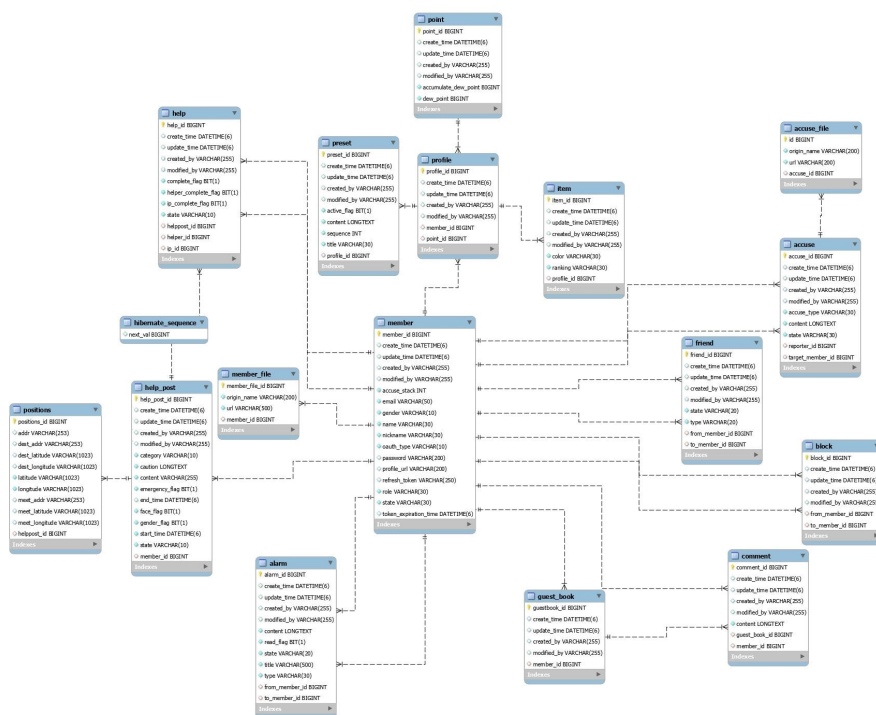 point
point_id BIGINT
create_time DATETIME(6)
update_time DATETIME(6)
created_by VARCHAR(255)
modified_by VARCHAR(255)
accumulate_dew_point BIGINT
dew_point BIGINT
Indexes
help
help_id BIGINT
create_time DATETIME(6)
update_time DATETIME(6)
created_by VARCHAR(255)
modified_by VARCHAR(255)
complete_flag BIT(1)
helper_complete_flag BIT(1)
ip_complete_flag BIT(1)
state VARCHAR(10)
helppost_id BIGINT
helper_id BIGINT
ip_id BIGINT
Indexes
preset
preset_id BIGINT
create_time DATETIME(6)
update_time DATETIME(6)
created_by VARCHAR(255)
modified_by VARCHAR(255)
active_flag BIT(1)
content LONGTEXT
sequence INT
title VARCHAR(30)
profile_id BIGINT
Indexes
profile
profile_id BIGINT
create_time DATETIME(6)
update_time DATETIME(6)
created_by VARCHAR(255)
modified_by VARCHAR(255)
member_id BIGINT
point_id BIGINT
Indexes
item
item_id BIGINT
create_time DATETIME(6)
update_time DATETIME(6)
created_by VARCHAR(255)
modified_by VARCHAR(255)
color VARCHAR(30)
ranking VARCHAR(30)
profile_id BIGINT
Indexes
accuse_file
id BIGINT
origin_name VARCHAR(200)
url VARCHAR(200)
accuse_id BIGINT
Indexes
accuse
accuse_id BIGINT
create_time DATETIME(6)
update_time DATETIME(6)
created_by VARCHAR(255)
modified_by VARCHAR(255)
accuse_type VARCHAR(30)
content LONGTEXT
state VARCHAR(30)
reporter_id BIGINT
target_member_id BIGINT
Indexes
hibernate_sequence
next_val BIGINT
member
member_id BIGINT
create_time DATETIME(6)
update_time DATETIME(6)
created_by VARCHAR(255)
modified_by VARCHAR(255)
accuse_stack INT
email VARCHAR(50)
gender VARCHAR(10)
name VARCHAR(30)
nickname VARCHAR(30)
oauth_type VARCHAR(10)
password VARCHAR(200)
profile_url VARCHAR(200)
refresh_token VARCHAR(250)
role VARCHAR(30)
state VARCHAR(30)
token_expiration_time DATETIME(6)
Indexes
friend
friend_id BIGINT
create_time DATETIME(6)
update_time DATETIME(6)
created_by VARCHAR(255)
modified_by VARCHAR(255)
state VARCHAR(20)
type VARCHAR(20)
from_member_id BIGINT
to_member_id BIGINT
Indexes
member_file
member_file_id BIGINT
origin_name VARCHAR(200)
url VARCHAR(500)
member_id BIGINT
Indexes
help_post
help_post_id BIGINT
create_time DATETIME(6)
update_time DATETIME(6)
created_by VARCHAR(255)
modified_by VARCHAR(255)
category VARCHAR(10)
caution LONGTEXT
content VARCHAR(255)
emergency_flag BIT(1)
end_time DATETIME(6)
face_flag BIT(1)
gender_flag BIT(1)
start_time DATETIME(6)
state VARCHAR(10)
member_id BIGINT
Indexes
positions
positions_id BIGINT
addr VARCHAR(253)
dest_addr VARCHAR(253)
dest_latitude VARCHAR(1023)
dest_longitude VARCHAR(1023)
latitude VARCHAR(1023)
longitude VARCHAR(1023)
meet_addr VARCHAR(253)
meet_latitude VARCHAR(1023)
meet_longitude VARCHAR(1023)
helppost_id BIGINT
Indexes
block
block_id BIGINT
create_time DATETIME(6)
update_time DATETIME(6)
created_by VARCHAR(255)
modified_by VARCHAR(255
from_member_id BIGINT
to_member_id BIGINT
Indexes
alarm
alarm_id BIGINT
create_time DATETIME(6)
update_time DATETIME(6)
created_by VARCHAR(255)
modified_by VARCHAR(255)
content LONGTEXT
read_flag BIT(1)
state VARCHAR(20)
title VARCHAR(500)
type VARCHAR(30)
from_member_id BIGINT
to_member_id BIGINT
Indexes
guest_book
guestbook_id BIGINT
create_time DATETIME(6)
update_time DATETIME(6)
created_by VARCHAR(255)
modified_by VARCHAR(255)
member_id BIGINT
Indexes
comment
comment_id BIGINT
create_time DATETIME(6)
update_time DATETIME(6)
created_by VARCHAR(255)
modified_by VARCHAR(255)
content LONGTEXT
guest_book_id BIGINT
member_id BIGINT
Indexes